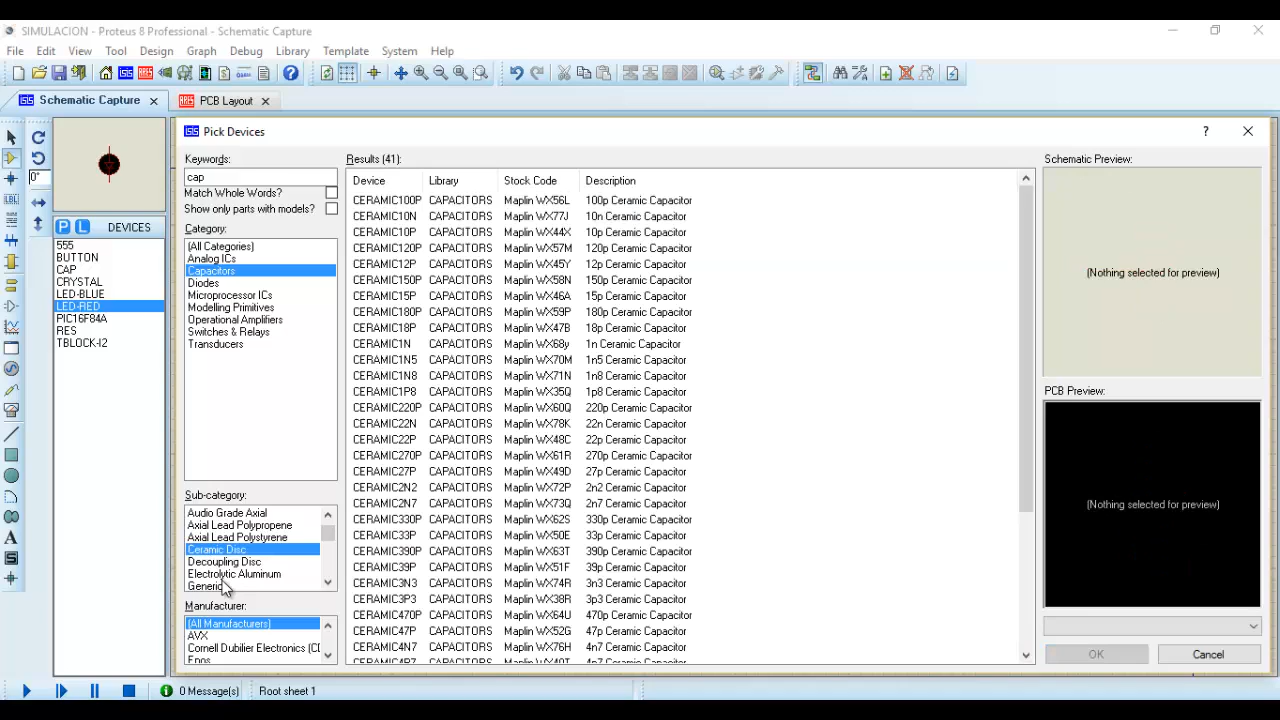 SIMULACION - Proteus 8 Professional - Schematic Capture
File Edit View Tool Design Graph Debug Library Template System Help
Schematic Capture PCB Layout
Pick Devices
Keywords:
cap
Match Whole Words?
Show only parts with models?
Category:
(All Categories)
Analog ICs
Capacitors
Diodes
Microprocessor ICs
Modelling Primitives
Operational Amplifiers
Switches & Relays
Transducers
Sub-category:
Audio Grade Axial
Axial Lead Polypropene
Axial Lead Polystyrene
Ceramic Disc
Decoupling Disc
Electrolytic Aluminum
Generic
Manufacturer:
(All Manufacturers)
AVX
Cornell Dubilier Electronics (CI
Epos
0°
P L DEVICES
555
BUTTON
CAP
CRYSTAL
LED-BLUE
LED-RED
PIC16F84A
RES
TBLOCK-I2
Results (41):
Device Library Stock Code Description
CERAMIC100P CAPACITORS Maplin WX56L 100p Ceramic Capacitor
CERAMIC10N CAPACITORS Maplin WX77J 10n Ceramic Capacitor
CERAMIC10P CAPACITORS Maplin WX44X 10p Ceramic Capacitor
CERAMIC120P CAPACITORS Maplin WX57M 120p Ceramic Capacitor
CERAMIC12P CAPACITORS Maplin WX45Y 12p Ceramic Capacitor
CERAMIC150P CAPACITORS Maplin WX58N 150p Ceramic Capacitor
CERAMIC15P CAPACITORS Maplin WX46A 15p Ceramic Capacitor
CERAMIC180P CAPACITORS Maplin WX59P 180p Ceramic Capacitor
CERAMIC18P CAPACITORS Maplin WX47B 18p Ceramic Capacitor
CERAMIC1N CAPACITORS Maplin WX68y 1n Ceramic Capacitor
CERAMIC1N5 CAPACITORS Maplin WX70M 1n5 Ceramic Capacitor
CERAMIC1N8 CAPACITORS Maplin WX71N 1n8 Ceramic Capacitor
CERAMIC1P8 CAPACITORS Maplin WX35Q 1p8 Ceramic Capacitor
CERAMIC220P CAPACITORS Maplin WX60Q 220p Ceramic Capacitor
CERAMIC22N CAPACITORS Maplin WX78K 22n Ceramic Capacitor
CERAMIC22P CAPACITORS Maplin WX48C 22p Ceramic Capacitor
CERAMIC270P CAPACITORS Maplin WX61R 270p Ceramic Capacitor
CERAMIC27P CAPACITORS Maplin WX49D 27p Ceramic Capacitor
CERAMIC2N2 CAPACITORS Maplin WX72P 2n2 Ceramic Capacitor
CERAMIC2N7 CAPACITORS Maplin WX73Q 2n7 Ceramic Capacitor
CERAMIC330P CAPACITORS Maplin WX62S 330p Ceramic Capacitor
CERAMIC33P CAPACITORS Maplin WX50E 33p Ceramic Capacitor
CERAMIC390P CAPACITORS Maplin WX63T 390p Ceramic Capacitor
CERAMIC39P CAPACITORS Maplin WX51F 39p Ceramic Capacitor
CERAMIC3N3 CAPACITORS Maplin WX74R 3n3 Ceramic Capacitor
CERAMIC3P3 CAPACITORS Maplin WX38R 3p3 Ceramic Capacitor
CERAMIC470P CAPACITORS Maplin WX64U 470p Ceramic Capacitor
CERAMIC47P CAPACITORS Maplin WX52G 47p Ceramic Capacitor
CERAMIC4N7 CAPACITORS Maplin WX76H 4n7 Ceramic Capacitor
CERAMIC4P7 CAPACITORS Maplin WX40T 4p7 Ceramic Capacitor
Schematic Preview:
(Nothing selected for preview)
PCB Preview:
(Nothing selected for preview)
OK Cancel
0 Message(s) Root sheet 1